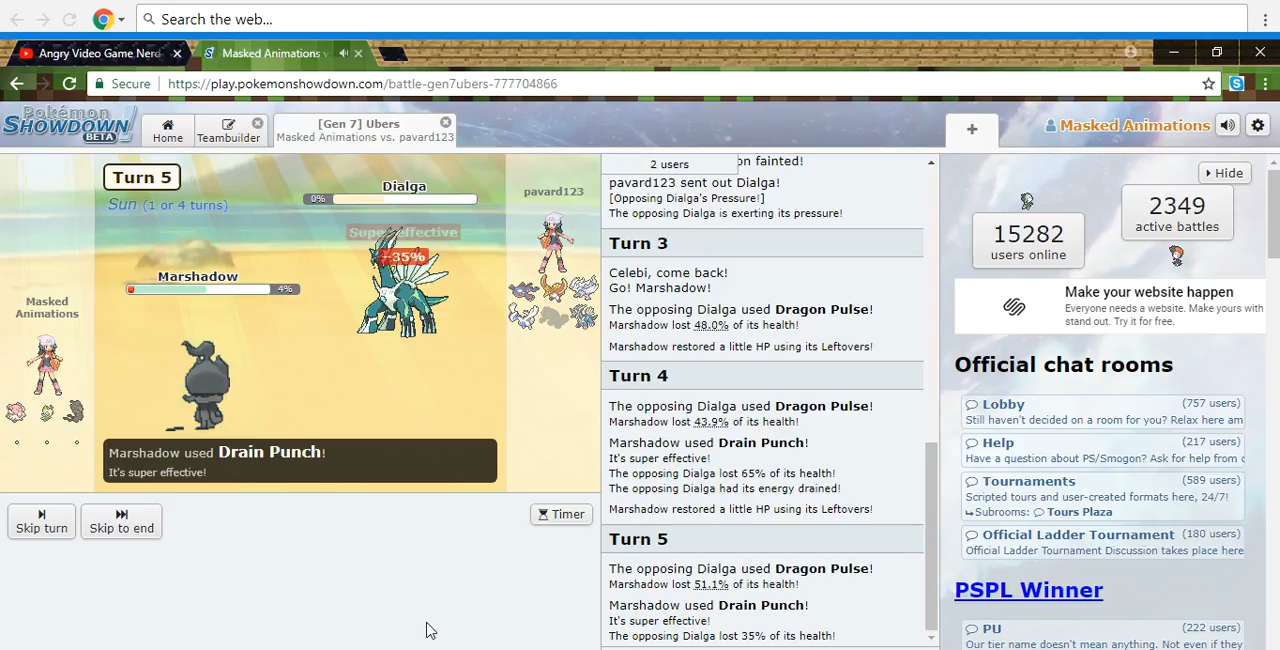 Search the web...
Angry Video Game Nerd
Masked Animations v
Secure
https://play.pokemonshowdown.com/battle-gen7ubers-777704866
Pokémon
SHOWDOWN
BETA
Home
Teambuilder
[Gen 7] Ubers
Masked Animations vs. pavard123
+
Masked Animations
Turn 5
Sun (1 or 4 turns)
Dialga
0%
Super effective
-35%
Marshadow
4%
Masked
Animations
pavard123
Marshadow used Drain Punch!
It's super effective!
Skip turn
Skip to end
Timer
2 users
on fainted!
pavard123 sent out Dialga!
[Opposing Dialga's Pressure!]
The opposing Dialga is exerting its pressure!
Turn 3
Celebi, come back!
Go! Marshadow!
The opposing Dialga used Dragon Pulse!
Marshadow lost 48.0% of its health!
Marshadow restored a little HP using its Leftovers!
Turn 4
The opposing Dialga used Dragon Pulse!
Marshadow lost 43.9% of its health!
Marshadow used Drain Punch!
It's super effective!
The opposing Dialga lost 65% of its health!
The opposing Dialga had its energy drained!
Marshadow restored a little HP using its Leftovers!
Turn 5
The opposing Dialga used Dragon Pulse!
Marshadow lost 51.1% of its health!
Marshadow used Drain Punch!
It's super effective!
The opposing Dialga lost 35% of its health!
Hide
15282
users online
2349
active battles
Make your website happen
Everyone needs a website. Make yours with
stand out. Try it for free.
Official chat rooms
Lobby (757 users)
Still haven't decided on a room for you? Relax here am
Help (217 users)
Have a question about PS/Smogon? Ask for help from c
Tournaments (589 users)
Scripted tours and user-created formats here, 24/7!
Subrooms: Tours Plaza
Official Ladder Tournament (180 users)
Official Ladder Tournament Discussion takes place here
PSPL Winner
PU (222 users)
Our tier name doesn't mean anything. Not even if they